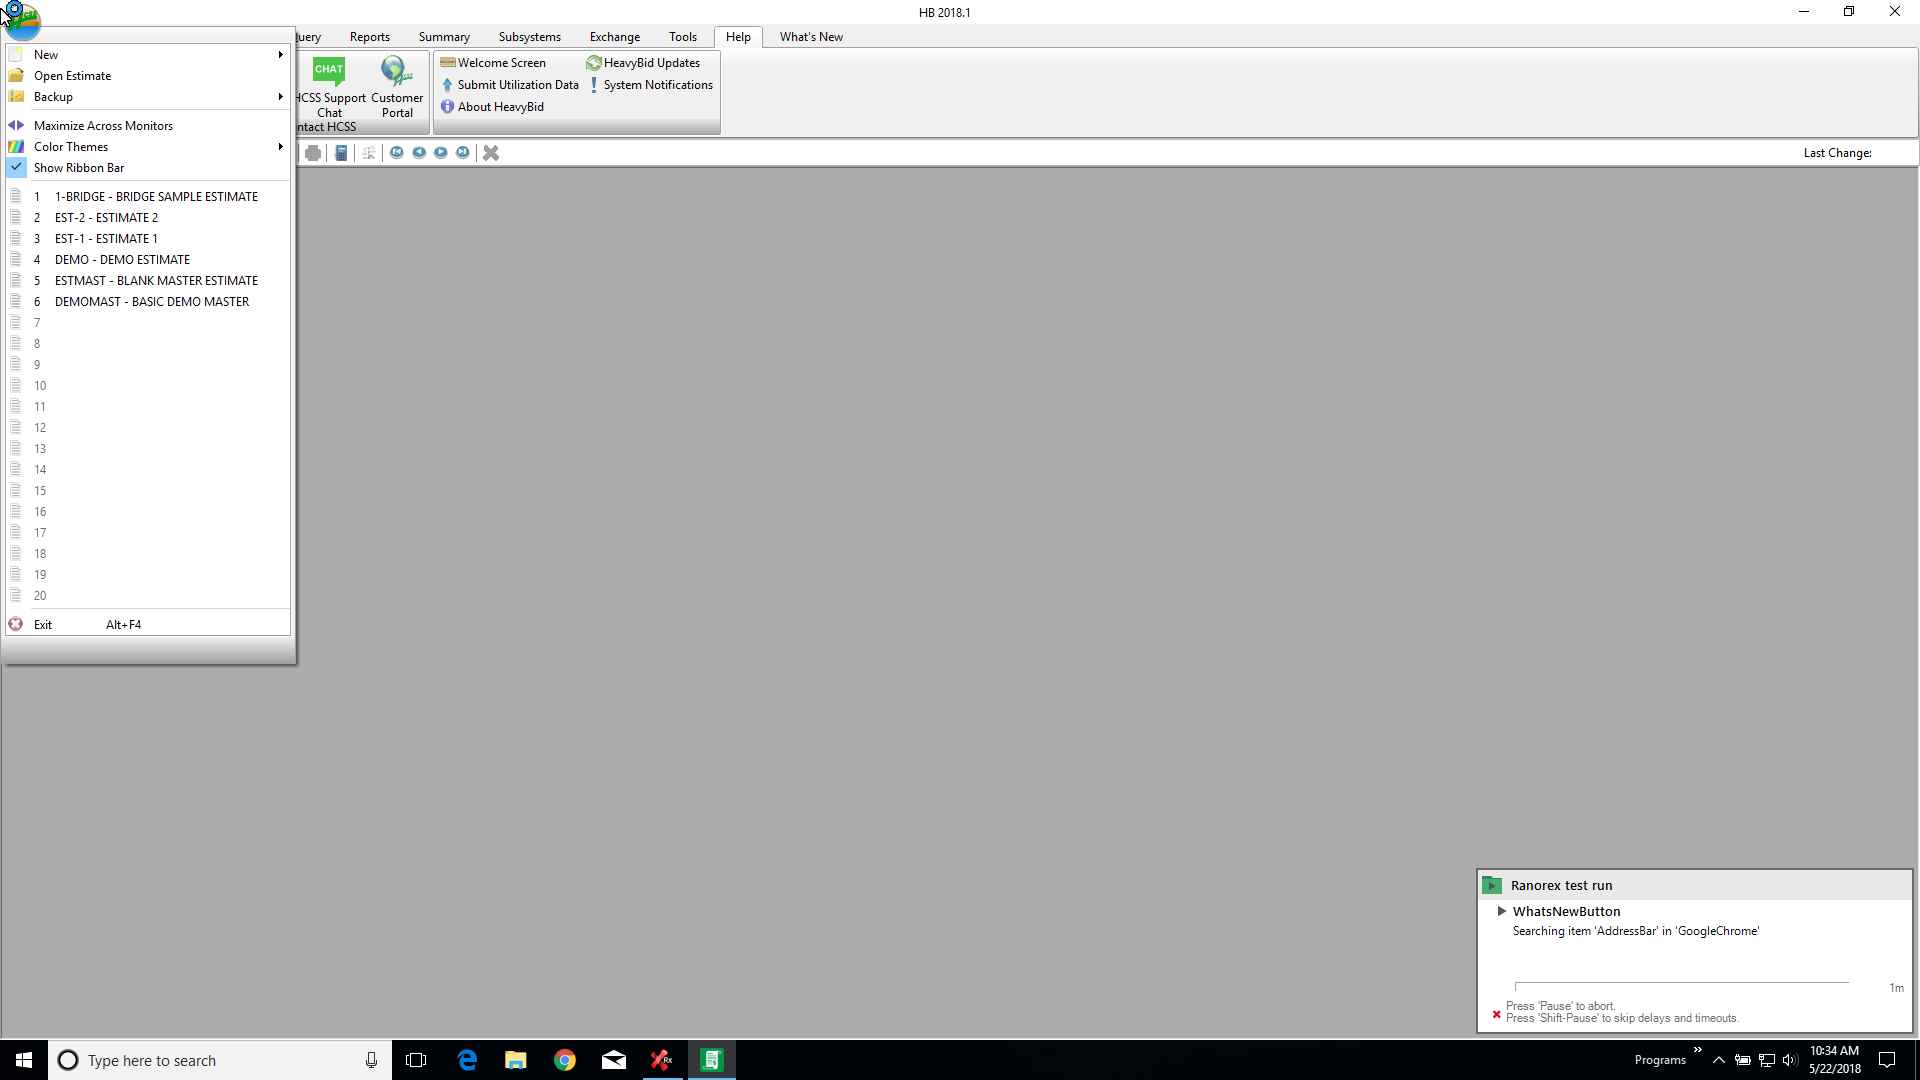 HB 2018.1
uery Reports Summary Subsystems Exchange Tools Help What's New
New
Open Estimate
Backup
Maximize Across Monitors
Color Themes
Show Ribbon Bar
1 1-BRIDGE - BRIDGE SAMPLE ESTIMATE
2 EST-2 - ESTIMATE 2
3 EST-1 - ESTIMATE 1
4 DEMO - DEMO ESTIMATE
5 ESTMAST - BLANK MASTER ESTIMATE
6 DEMOMAST - BASIC DEMO MASTER
7
8
9
10
11
12
13
14
15
16
17
18
19
20
Exit Alt+F4
CHAT
HCSS Support
Chat
Customer
Portal
ntact HCSS
Welcome Screen
Submit Utilization Data
About HeavyBid
HeavyBid Updates
System Notifications
Last Change:
Ranorex test run
WhatsNewButton
Searching item 'AddressBar' in 'GoogleChrome'
1m
Press 'Pause' to abort.
Press 'Shift-Pause' to skip delays and timeouts.
Type here to search
Rx
Programs
10:34 AM
5/22/2018